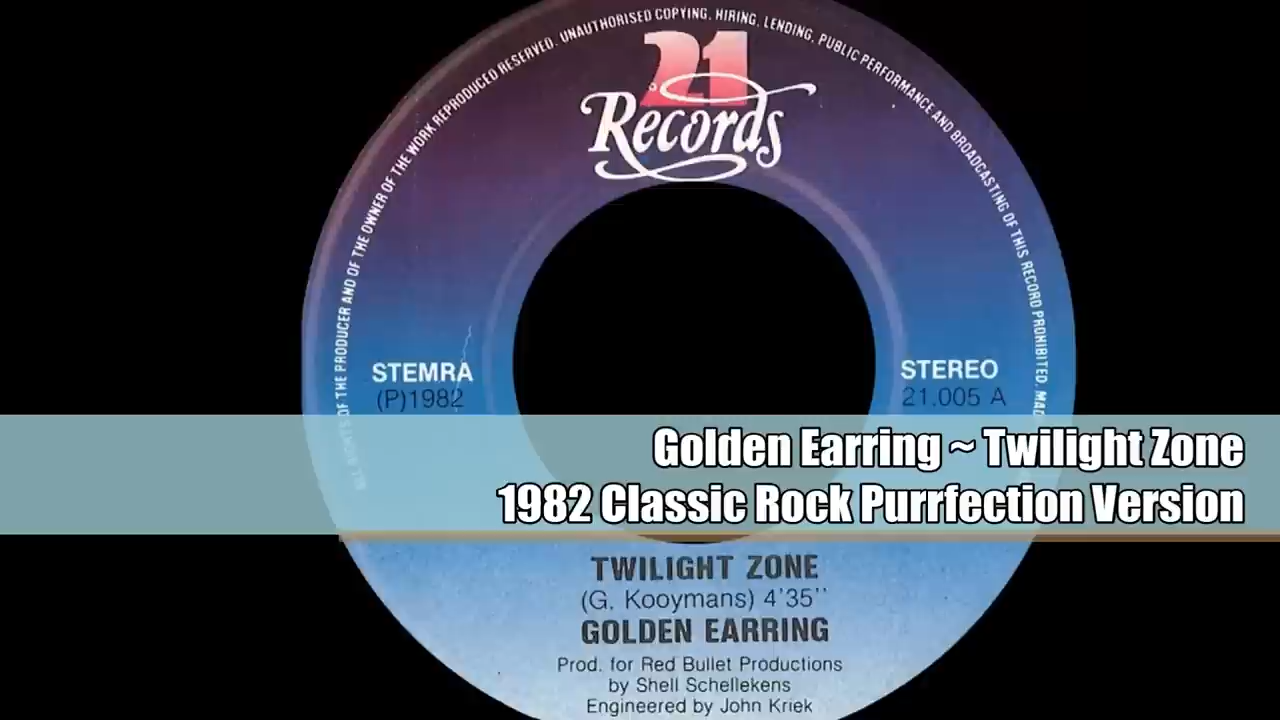 ALL RIGHTS OF THE PRODUCER AND OF THE OWNER OF THE WORK REPRODUCED RESERVED. UNAUTHORISED COPYING, HIRING, LENDING, PUBLIC PERFORMANCE AND BROADCASTING OF THIS RECORD PROHIBITED.
21
Records
STEMRA
(P)1982
STEREO
21.005 A
Golden Earring ~ Twilight Zone
1982 Classic Rock Purrfection Version
TWILIGHT ZONE
(G. Kooymans) 4'35''
GOLDEN EARRING
Prod. for Red Bullet Productions
by Shell Schellekens
Engineered by John Kriek